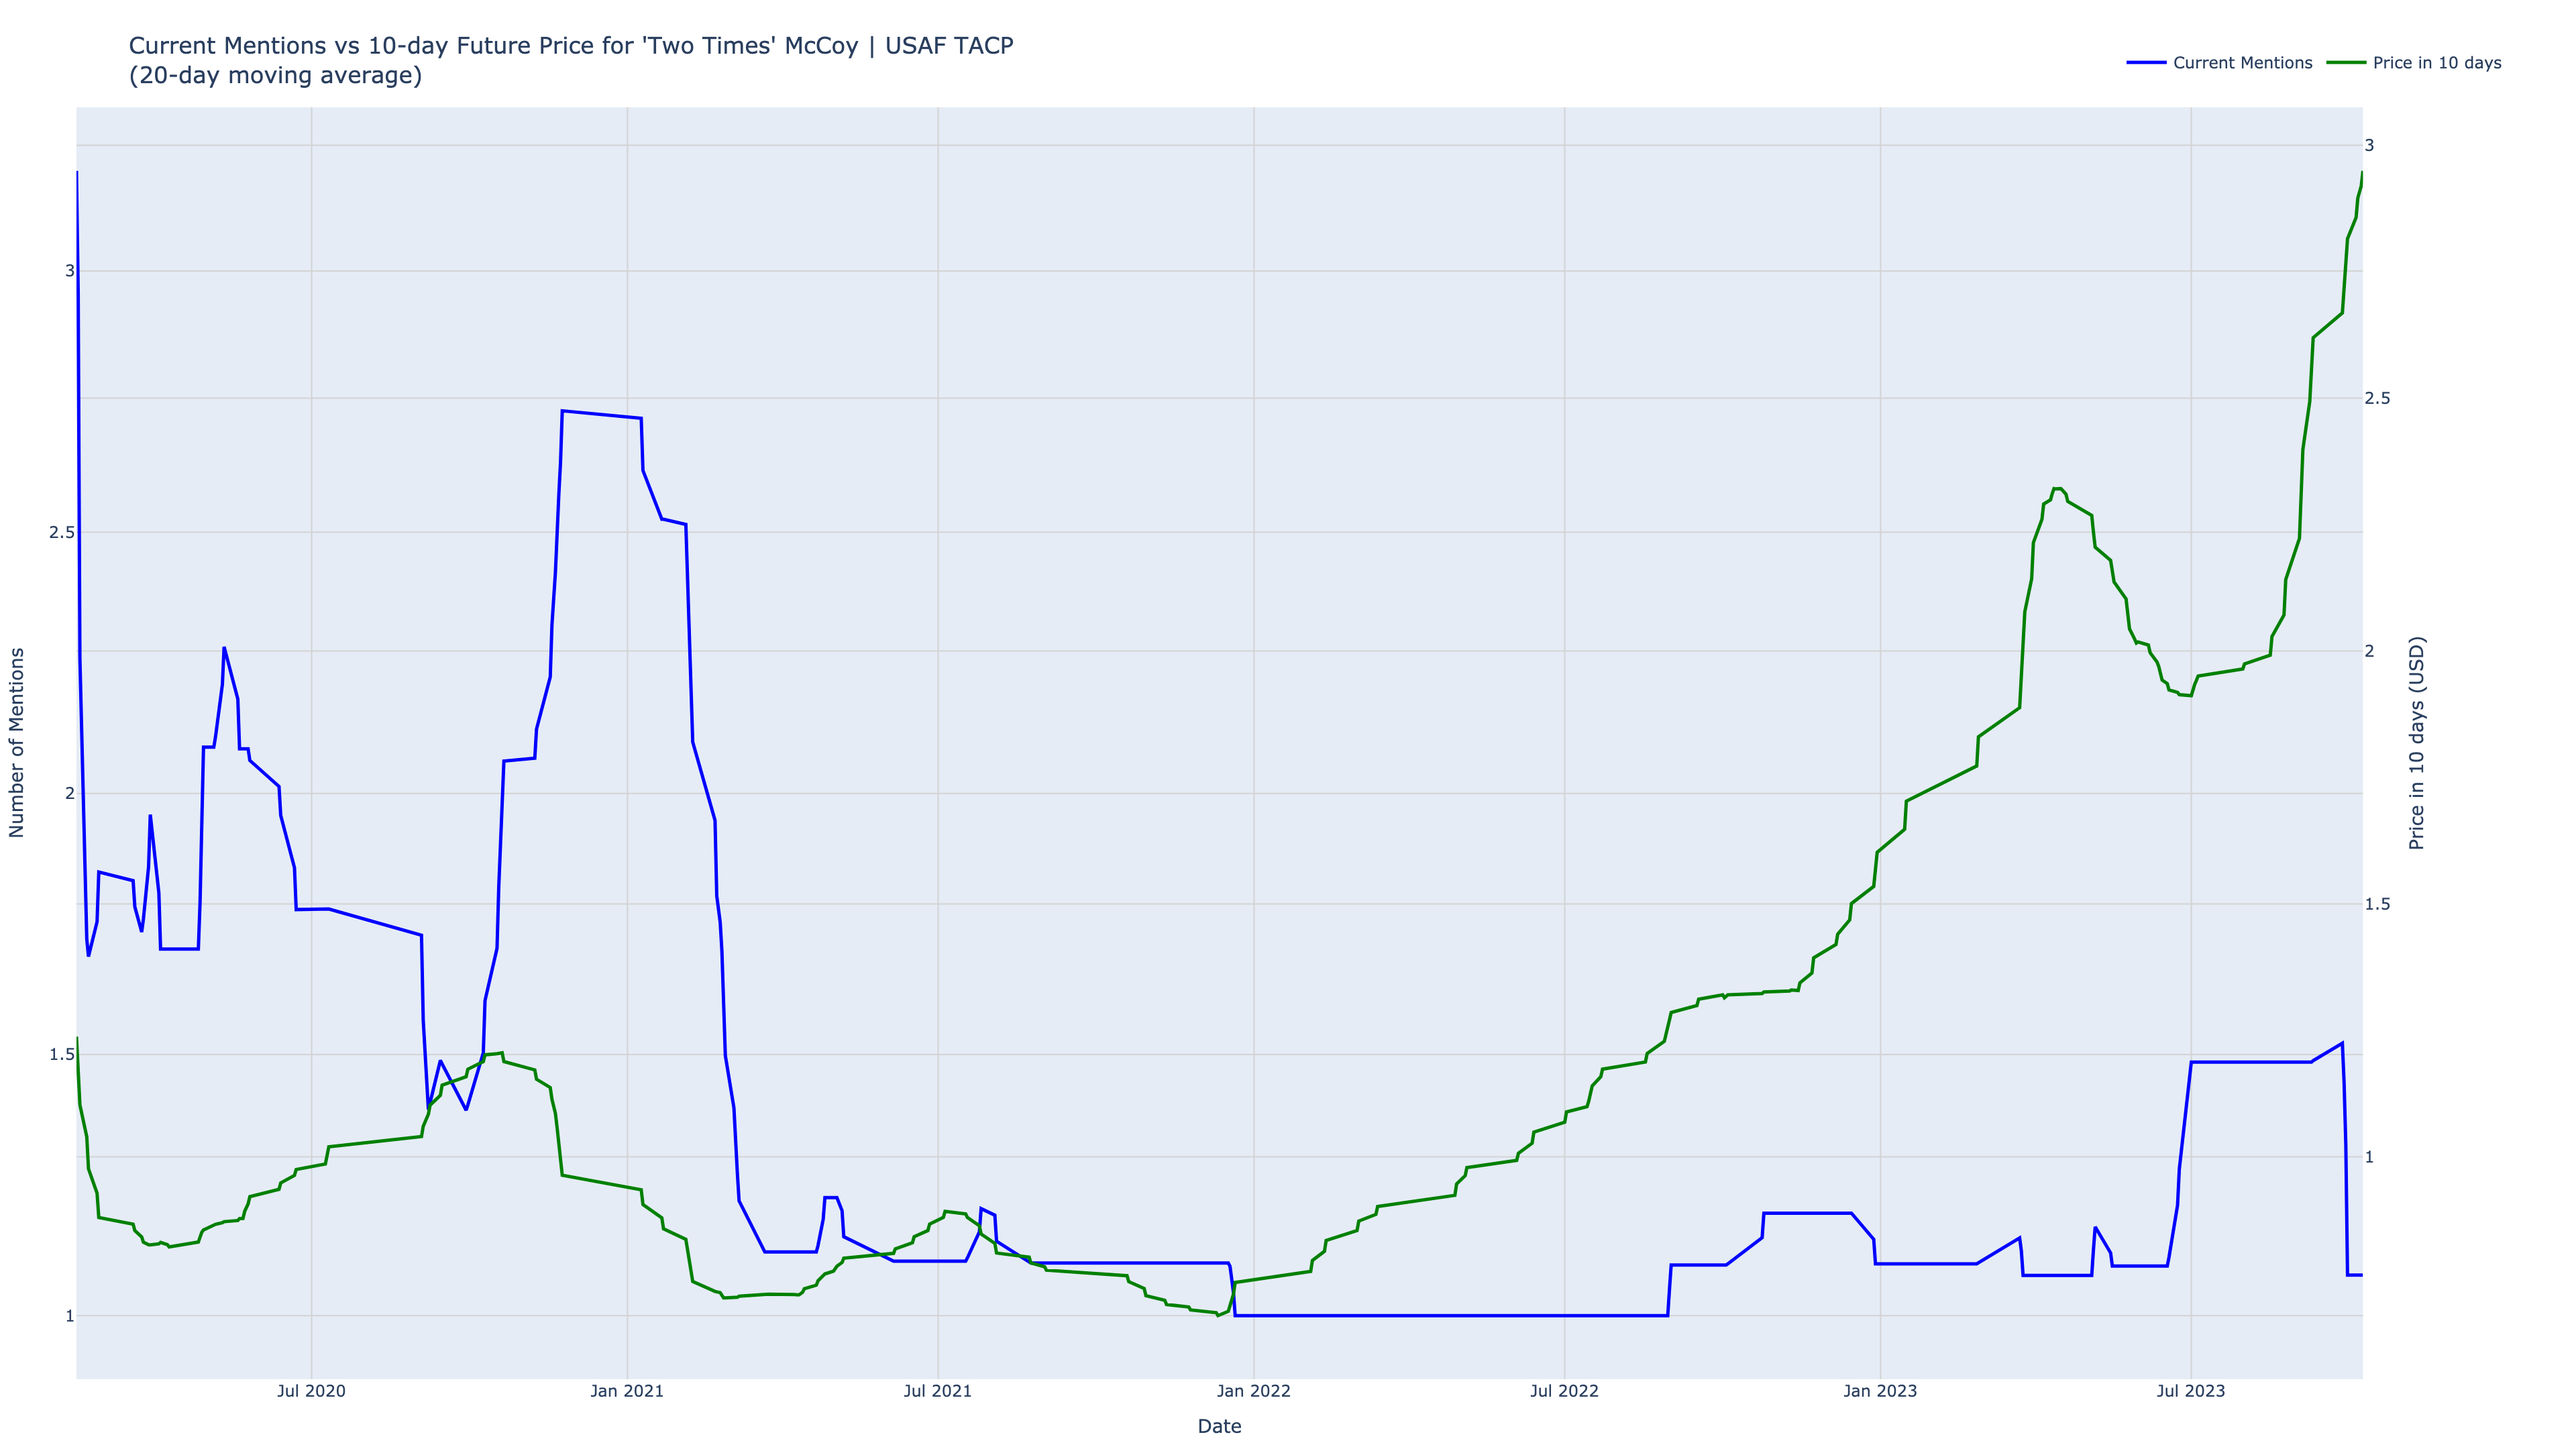 Current Mentions vs 10-day Future Price for 'Two Times' McCoy | USAF TACP
(20-day moving average)
Current Mentions
Price in 10 days
Number of Mentions
3
2.5
2
1.5
1
3
2.5
2
1.5
1
Price in 10 days (USD)
Jul 2020
Jan 2021
Jul 2021
Jan 2022
Jul 2022
Jan 2023
Jul 2023
Date